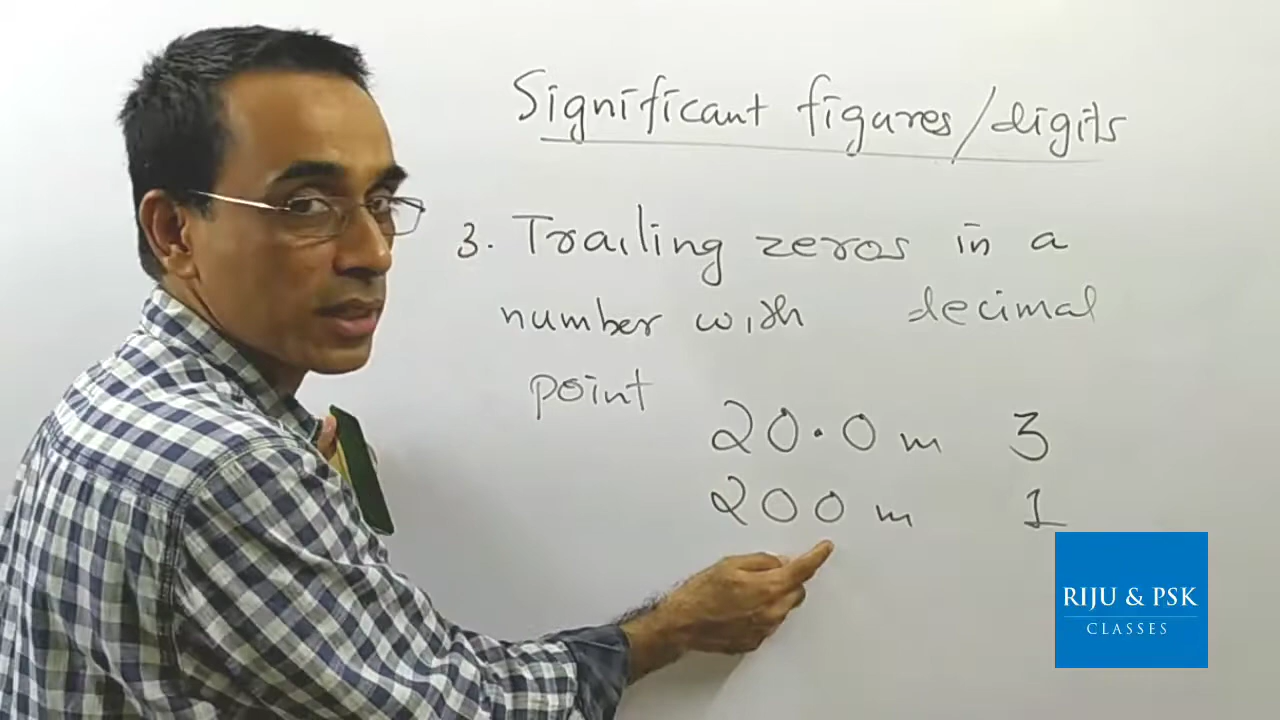 Significant figures/digits
3. Trailing zeros in a
number with decimal
point
20.0 m 3
200 m 1
RIJU & PSK
CLASSES